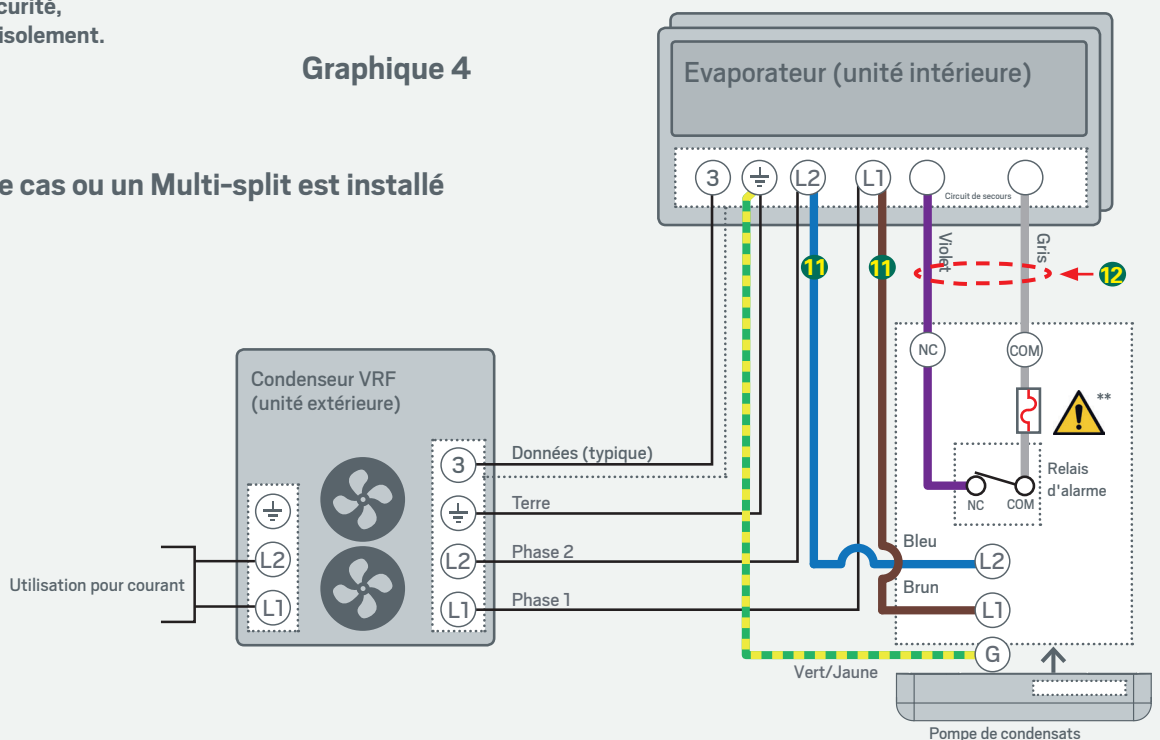 curité,
isolement.
Graphique 4
e cas ou un Multi-split est installé
Evaporateur (unité intérieure)
3
L2
L1
Circuit de secours
Violet
Gris
11
11
12
NC
COM
**
Relais
d'alarme
NC
COM
Condenseur VRF
(unité extérieure)
3
Données (typique)
Terre
L2
L2
Phase 2
L1
L1
Phase 1
Utilisation pour courant
Bleu
L2
Brun
L1
G
Vert/Jaune
Pompe de condensats